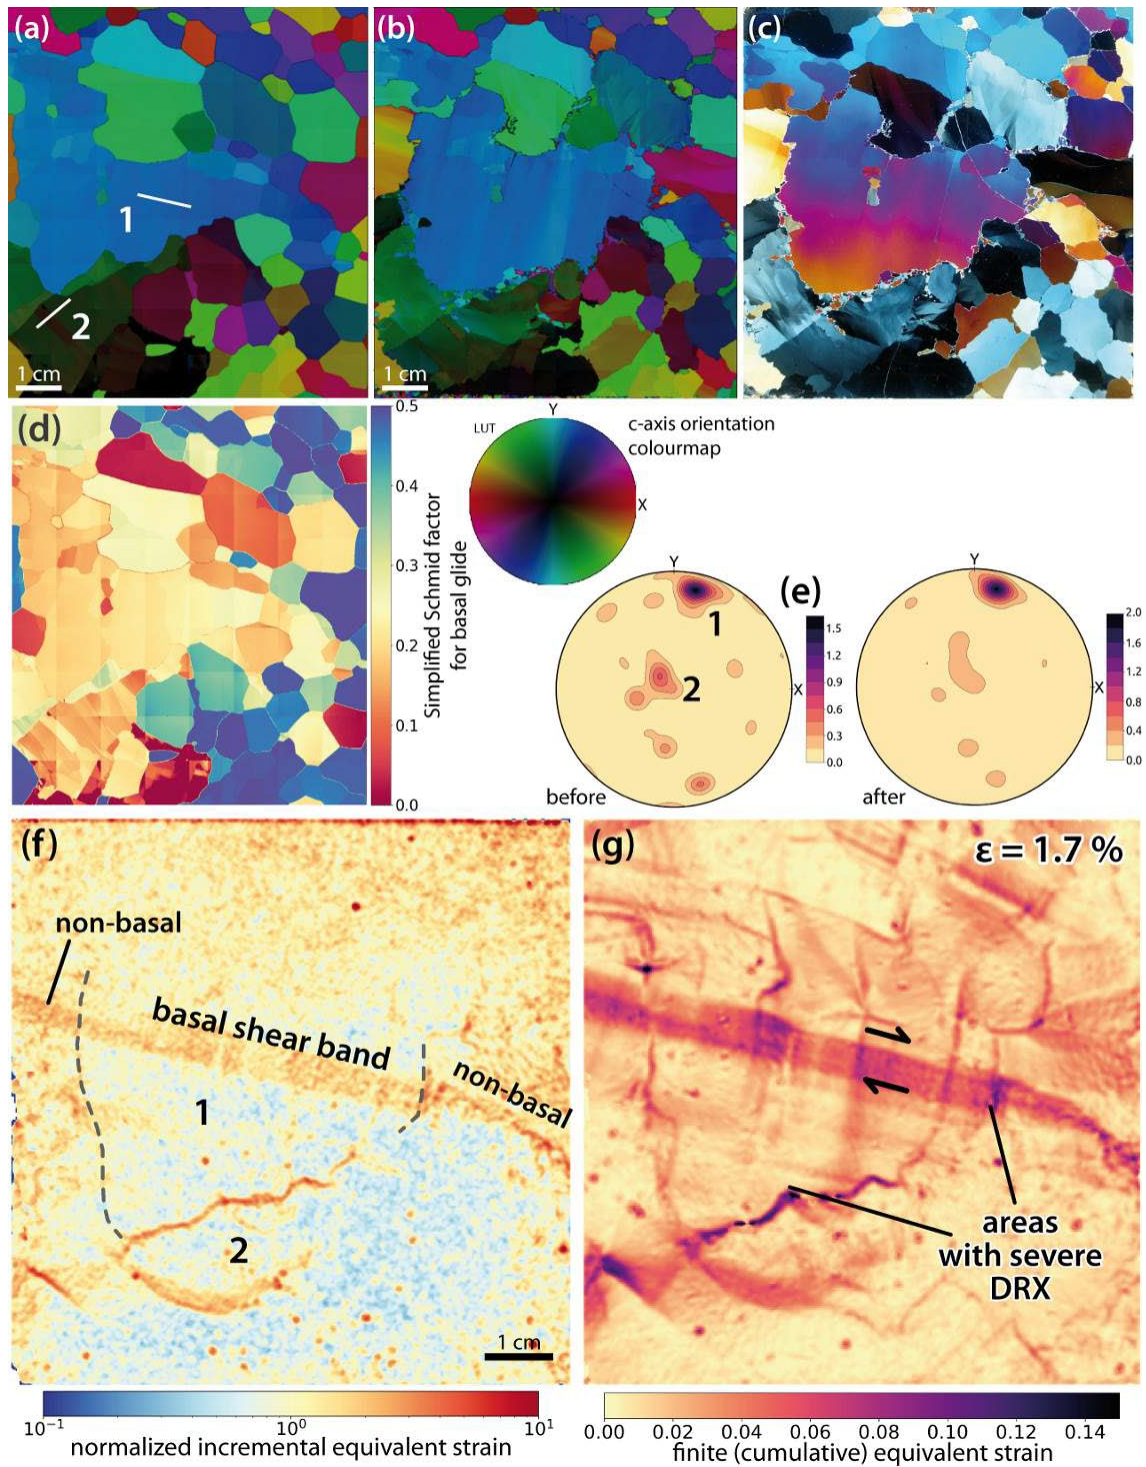 (a)
(b)
(c)
1
2
1 cm
1 cm
(d)
0.5
0.4
0.3
0.2
0.1
0.0
Simplified Schmid factor
for basal glide
LUT
Y
X
c-axis orientation
colourmap
Y
X
(e)
1
2
before
1.5
1.2
0.9
0.6
0.3
0.0
Y
X
after
2.0
1.6
1.2
0.8
0.4
0.0
(f)
non-basal
basal shear band
non-basal
1
2
1 cm
10⁻¹
10⁰
10¹
normalized incremental equivalent strain
(g)
ε = 1.7 %
areas
with severe
DRX
0.00
0.02
0.04
0.06
0.08
0.10
0.12
0.14
finite (cumulative) equivalent strain